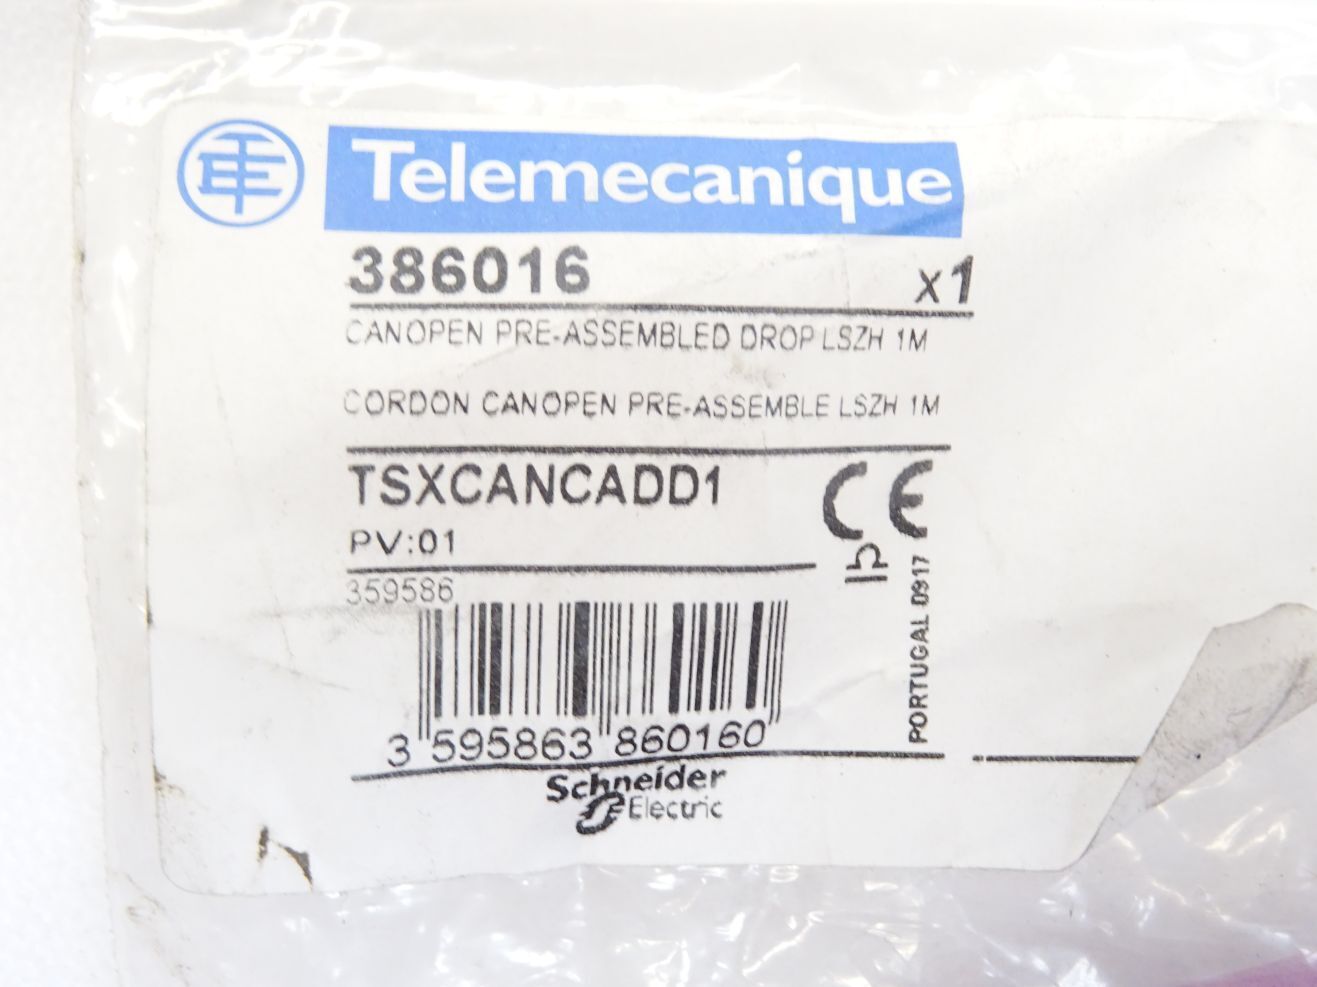 Telemecanique
386016 x1
CANOPEN PRE-ASSEMBLED DROP LSZH 1M
CORDON CANOPEN PRE-ASSEMBLE LSZH 1M
TSXCANCADD1
PV:01
CE
PORTUGAL 0917
359586
3 595863 860160
Schneider
Electric